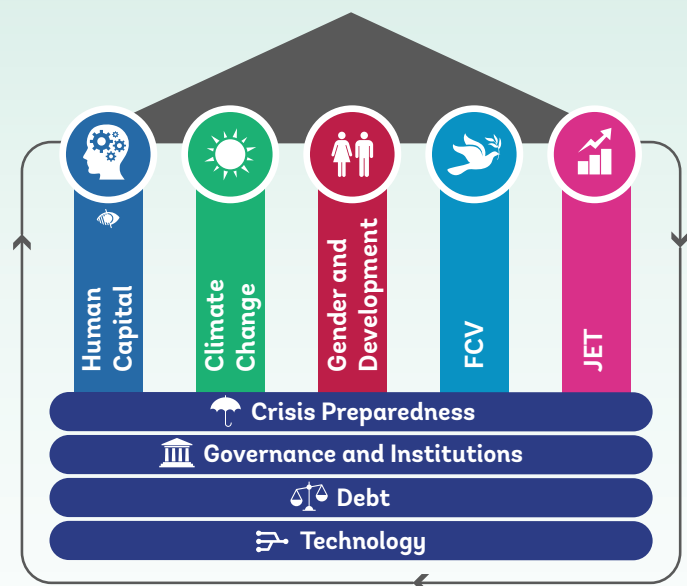 Human
Capital
Climate
Change
Gender and
Development
FCV
JET
Crisis Preparedness
Governance and Institutions
Debt
Technology